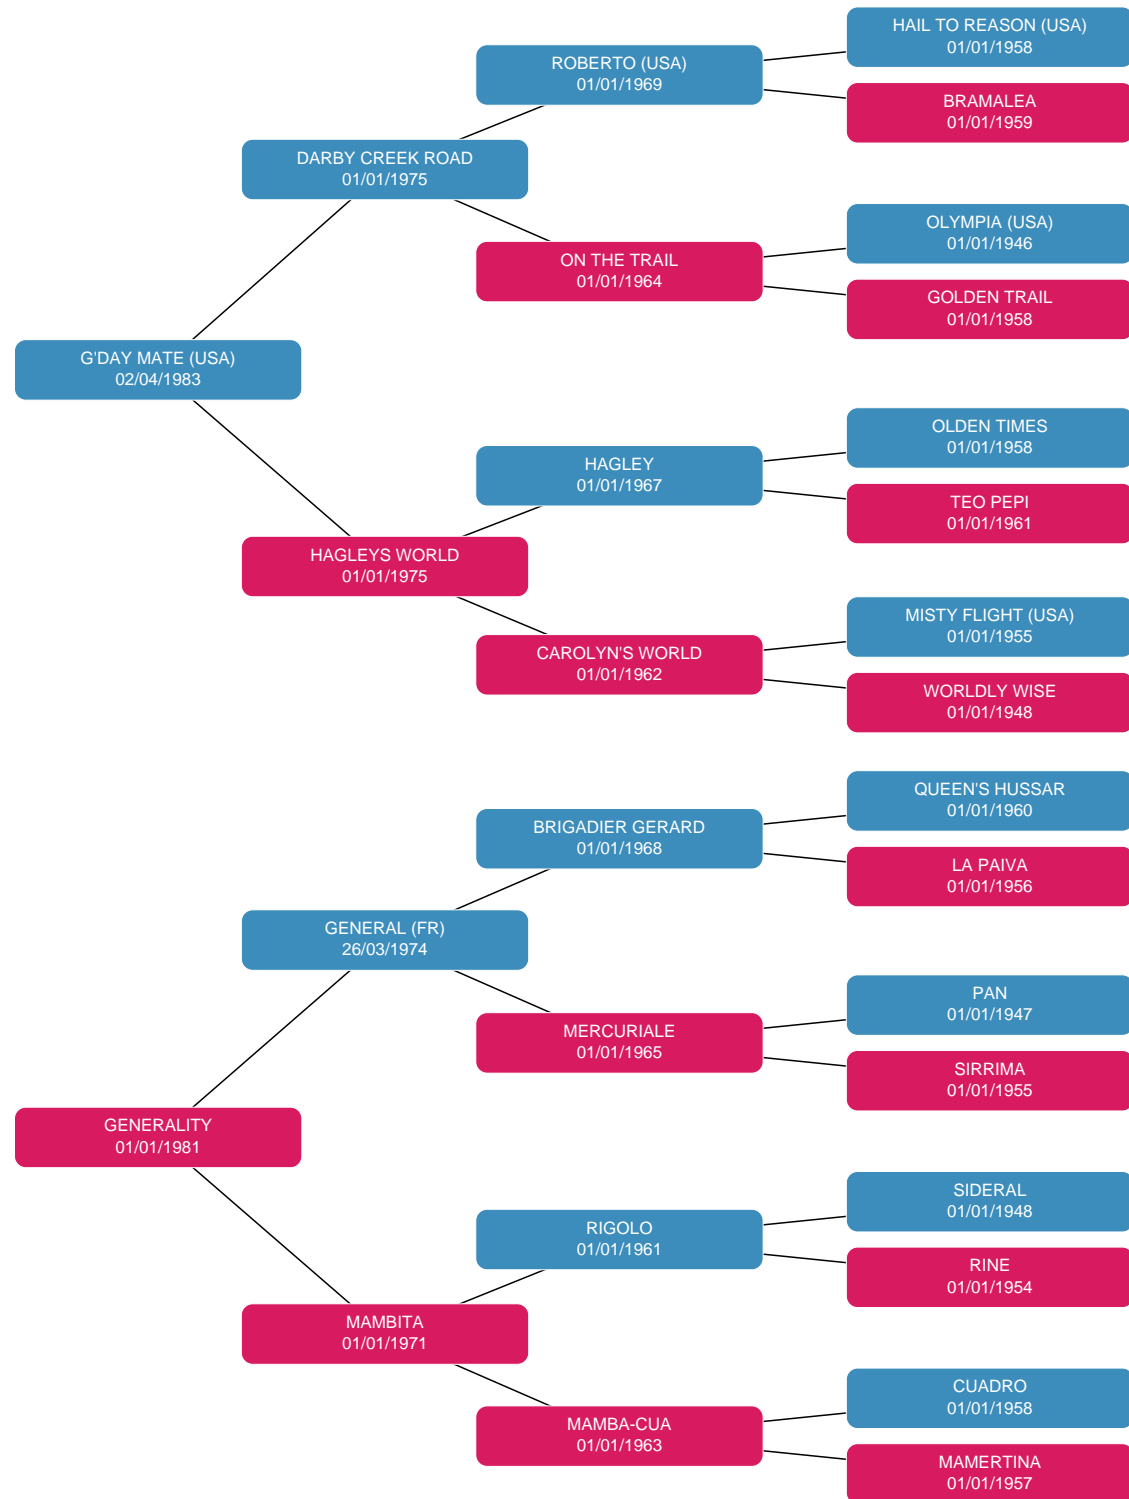 HAIL TO REASON (USA)
01/01/1958
ROBERTO (USA)
01/01/1969
BRAMALEA
01/01/1959
DARBY CREEK ROAD
01/01/1975
OLYMPIA (USA)
01/01/1946
ON THE TRAIL
01/01/1964
GOLDEN TRAIL
01/01/1958
G'DAY MATE (USA)
02/04/1983
OLDEN TIMES
01/01/1958
HAGLEY
01/01/1967
TEO PEPI
01/01/1961
HAGLEYS WORLD
01/01/1975
MISTY FLIGHT (USA)
01/01/1955
CAROLYN'S WORLD
01/01/1962
WORLDLY WISE
01/01/1948
QUEEN'S HUSSAR
01/01/1960
BRIGADIER GERARD
01/01/1968
LA PAIVA
01/01/1956
GENERAL (FR)
26/03/1974
PAN
01/01/1947
MERCURIALE
01/01/1965
SIRRIMA
01/01/1955
GENERALITY
01/01/1981
SIDERAL
01/01/1948
RIGOLO
01/01/1961
RINE
01/01/1954
MAMBITA
01/01/1971
CUADRO
01/01/1958
MAMBA-CUA
01/01/1963
MAMERTINA
01/01/1957